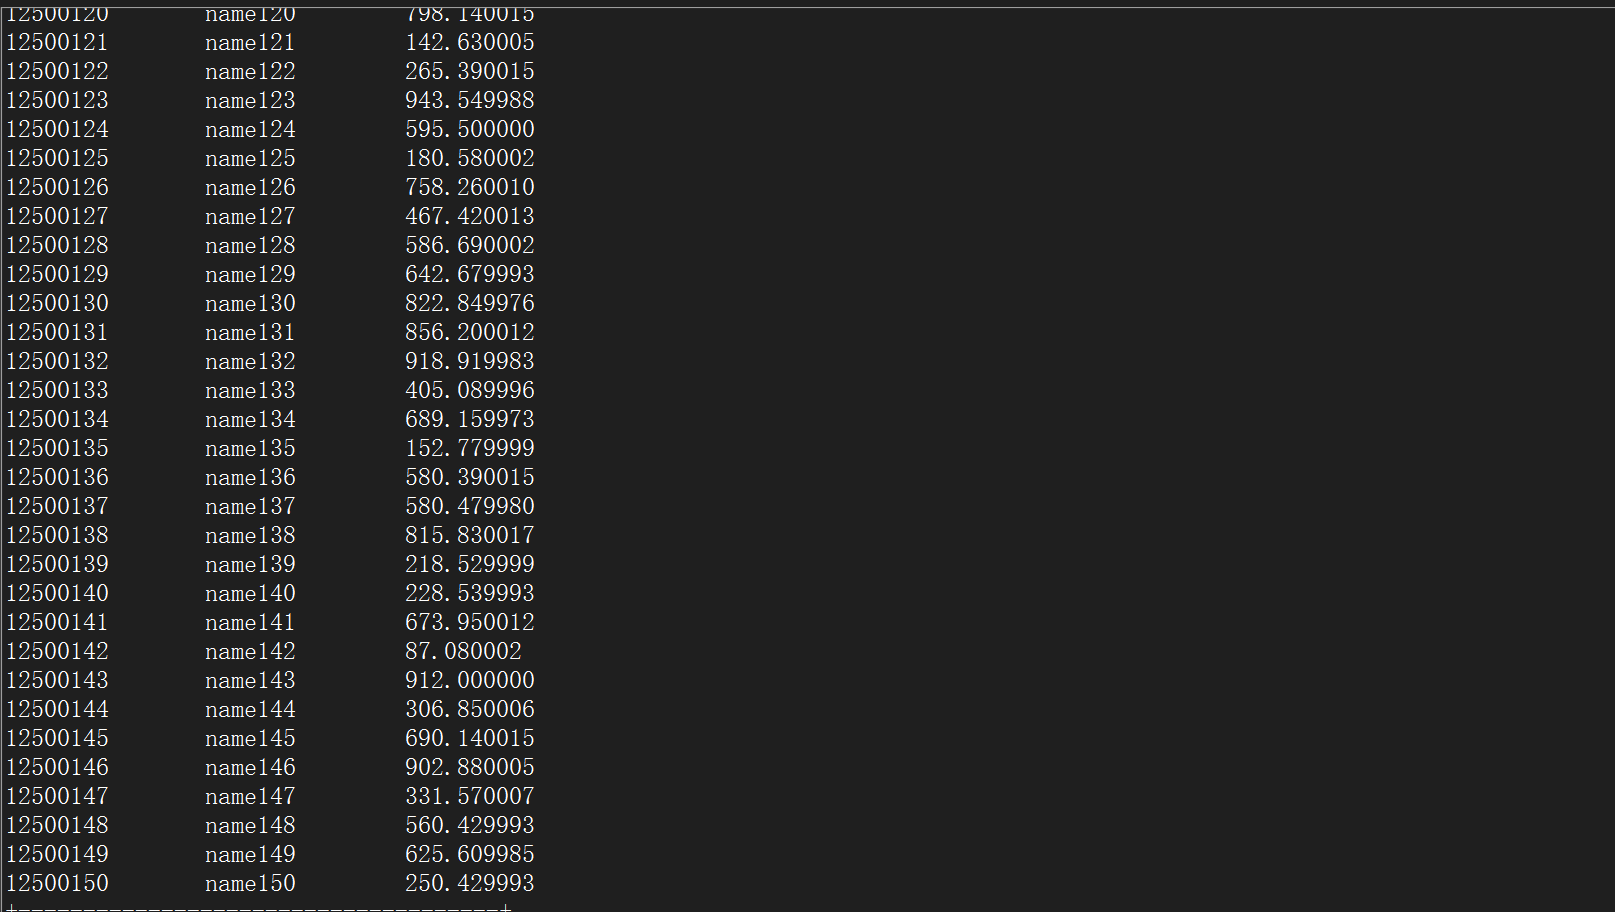 12500120 name120 798.140015
12500121 name121 142.630005
12500122 name122 265.390015
12500123 name123 943.549988
12500124 name124 595.500000
12500125 name125 180.580002
12500126 name126 758.260010
12500127 name127 467.420013
12500128 name128 586.690002
12500129 name129 642.679993
12500130 name130 822.849976
12500131 name131 856.200012
12500132 name132 918.919983
12500133 name133 405.089996
12500134 name134 689.159973
12500135 name135 152.779999
12500136 name136 580.390015
12500137 name137 580.479980
12500138 name138 815.830017
12500139 name139 218.529999
12500140 name140 228.539993
12500141 name141 673.950012
12500142 name142 87.080002
12500143 name143 912.000000
12500144 name144 306.850006
12500145 name145 690.140015
12500146 name146 902.880005
12500147 name147 331.570007
12500148 name148 560.429993
12500149 name149 625.609985
12500150 name150 250.429993
+-------------------------------------+